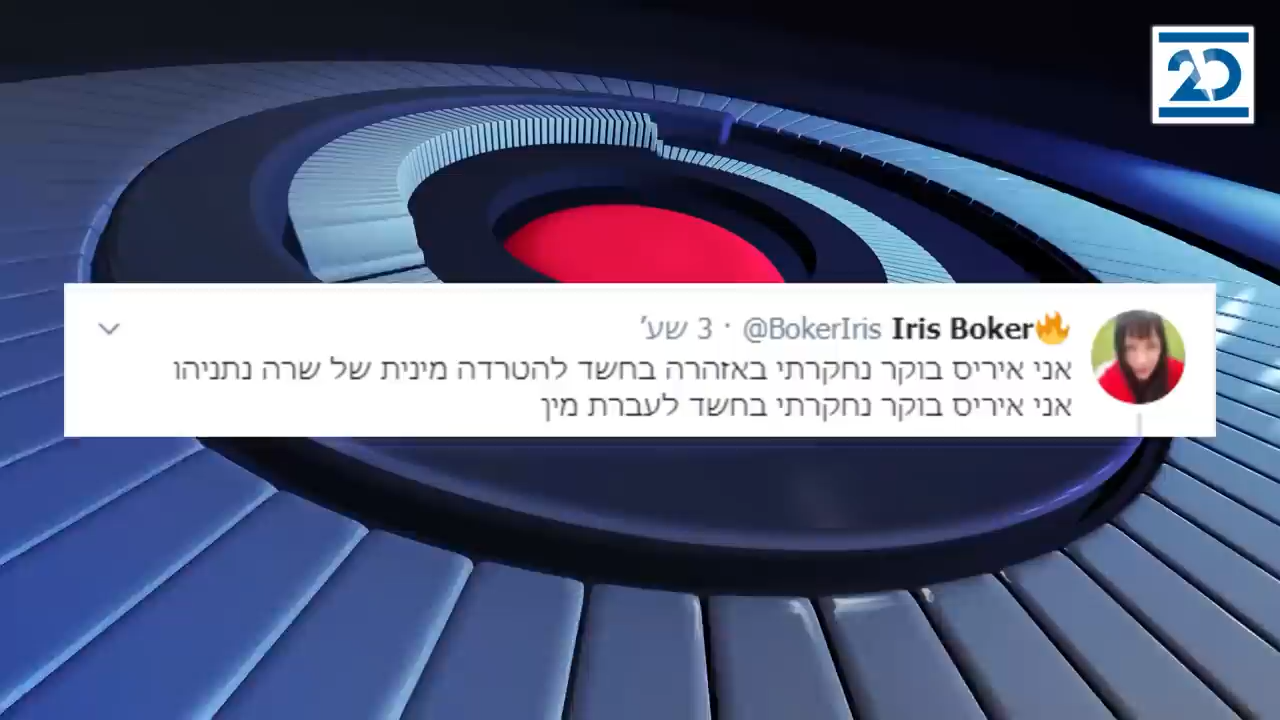 20
🔥Iris Boker @BokerIris · 3 שע׳
אני איריס בוקר נחקרתי באזהרה בחשד להטרדה מינית של שרה נתניהו
אני איריס בוקר נחקרתי בחשד לעברת מין